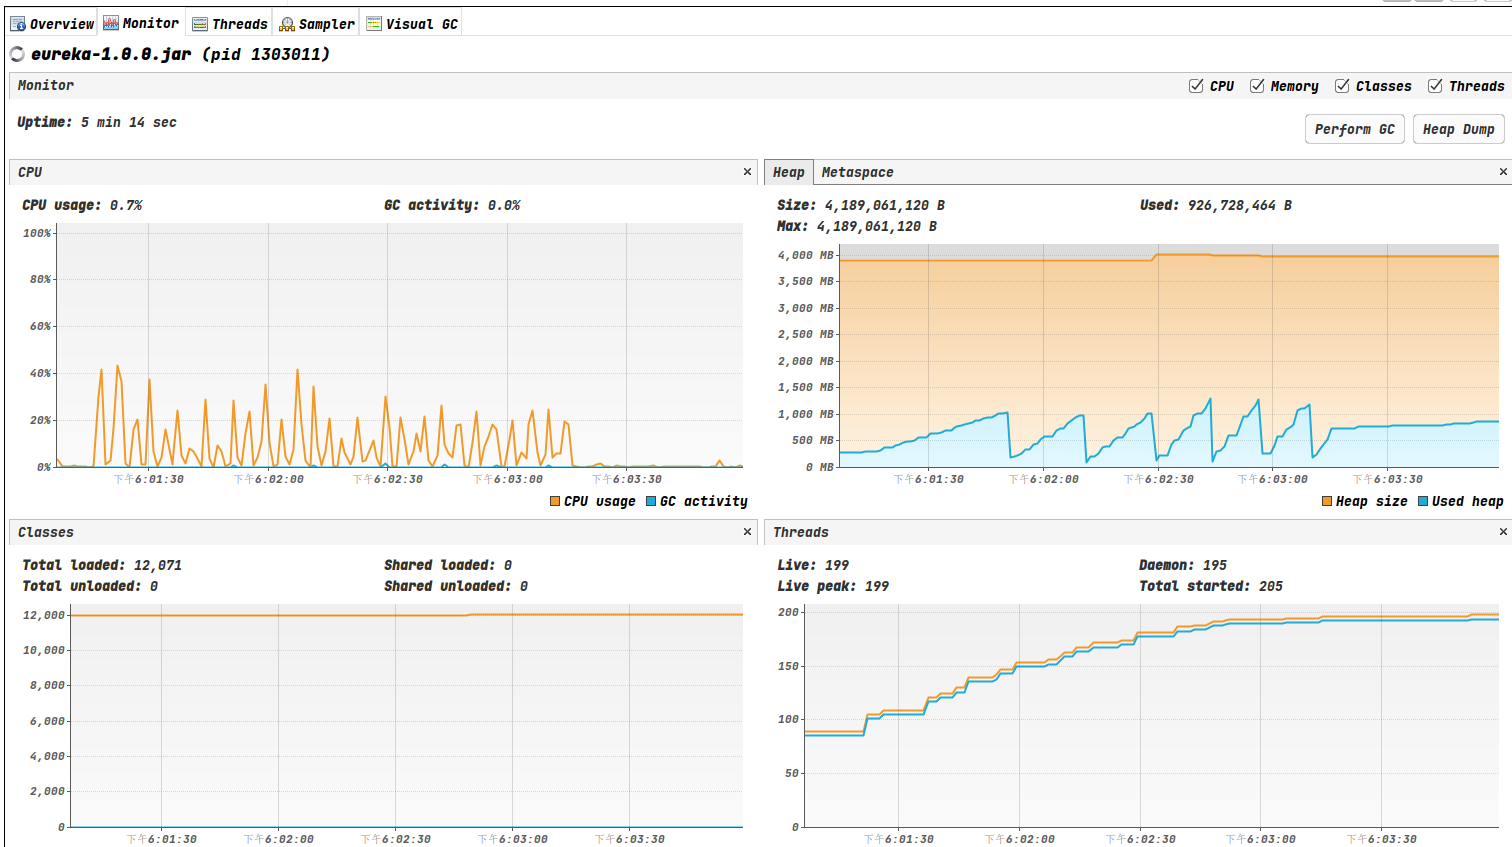 Overview Monitor Threads Sampler Visual GC
eureka-1.0.0.jar (pid 1303011)
Monitor CPU Memory Classes Threads
Uptime: 5 min 14 sec
Perform GC Heap Dump
CPU ×
CPU usage: 0.7% GC activity: 0.0%
100%
80%
60%
40%
20%
0%
下午6:01:30 下午6:02:00 下午6:02:30 下午6:03:00 下午6:03:30
CPU usage GC activity
Heap Metaspace ×
Size: 4,189,061,120 B Used: 926,728,464 B
Max: 4,189,061,120 B
4,000 MB
3,500 MB
3,000 MB
2,500 MB
2,000 MB
1,500 MB
1,000 MB
500 MB
0 MB
下午6:01:30 下午6:02:00 下午6:02:30 下午6:03:00 下午6:03:30
Heap size Used heap
Classes ×
Total loaded: 12,071 Shared loaded: 0
Total unloaded: 0 Shared unloaded: 0
12,000
10,000
8,000
6,000
4,000
2,000
0
下午6:01:30 下午6:02:00 下午6:02:30 下午6:03:00 下午6:03:30
Threads ×
Live: 199 Daemon: 195
Live peak: 199 Total started: 205
200
150
100
50
0
下午6:01:30 下午6:02:00 下午6:02:30 下午6:03:00 下午6:03:30